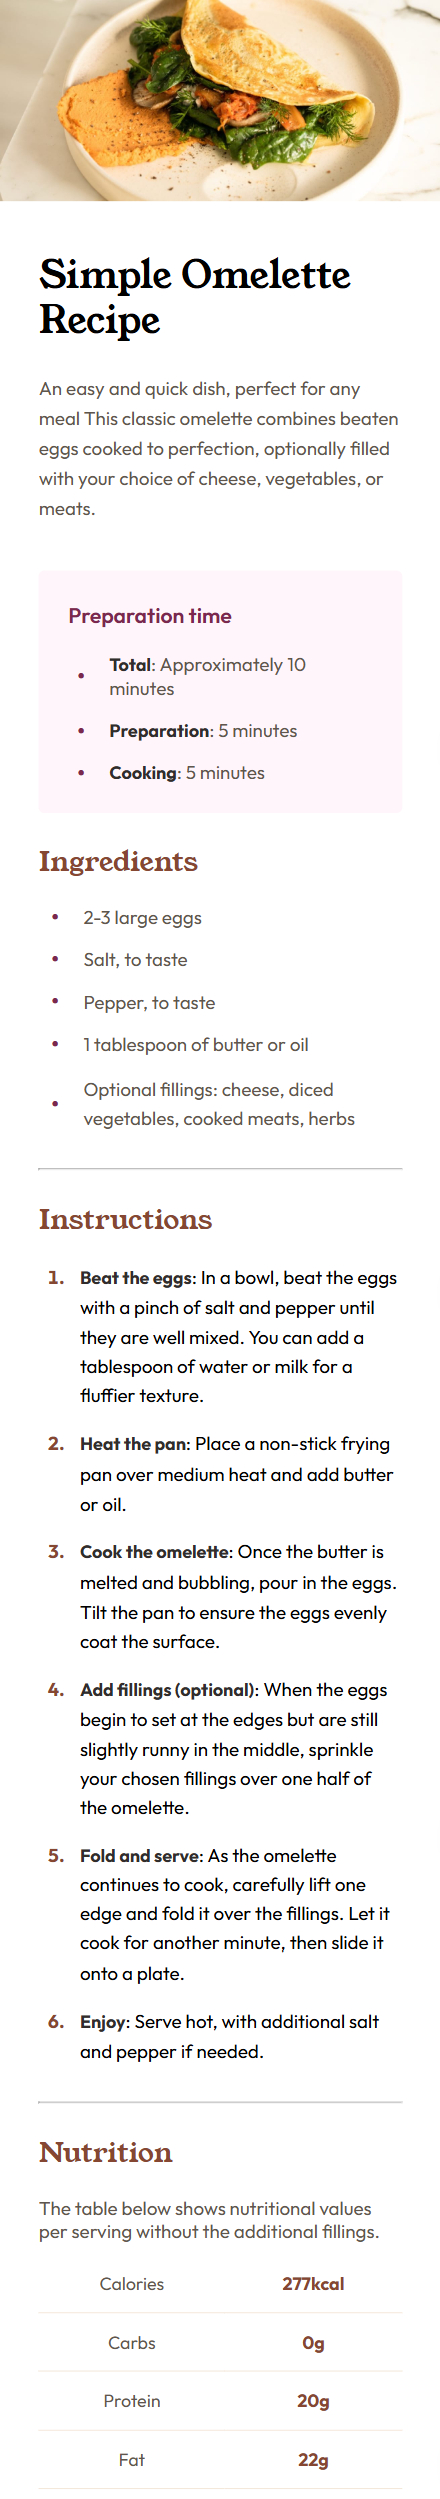 Simple Omelette
Recipe
An easy and quick dish, perfect for any
meal This classic omelette combines beaten
eggs cooked to perfection, optionally filled
with your choice of cheese, vegetables, or
meats.
Preparation time
• Total: Approximately 10
minutes
• Preparation: 5 minutes
• Cooking: 5 minutes
Ingredients
• 2-3 large eggs
• Salt, to taste
• Pepper, to taste
• 1 tablespoon of butter or oil
• Optional fillings: cheese, diced
vegetables, cooked meats, herbs
Instructions
1. Beat the eggs: In a bowl, beat the eggs
with a pinch of salt and pepper until
they are well mixed. You can add a
tablespoon of water or milk for a
fluffier texture.
2. Heat the pan: Place a non-stick frying
pan over medium heat and add butter
or oil.
3. Cook the omelette: Once the butter is
melted and bubbling, pour in the eggs.
Tilt the pan to ensure the eggs evenly
coat the surface.
4. Add fillings (optional): When the eggs
begin to set at the edges but are still
slightly runny in the middle, sprinkle
your chosen fillings over one half of
the omelette.
5. Fold and serve: As the omelette
continues to cook, carefully lift one
edge and fold it over the fillings. Let it
cook for another minute, then slide it
onto a plate.
6. Enjoy: Serve hot, with additional salt
and pepper if needed.
Nutrition
The table below shows nutritional values
per serving without the additional fillings.
Calories 277kcal
Carbs 0g
Protein 20g
Fat 22g